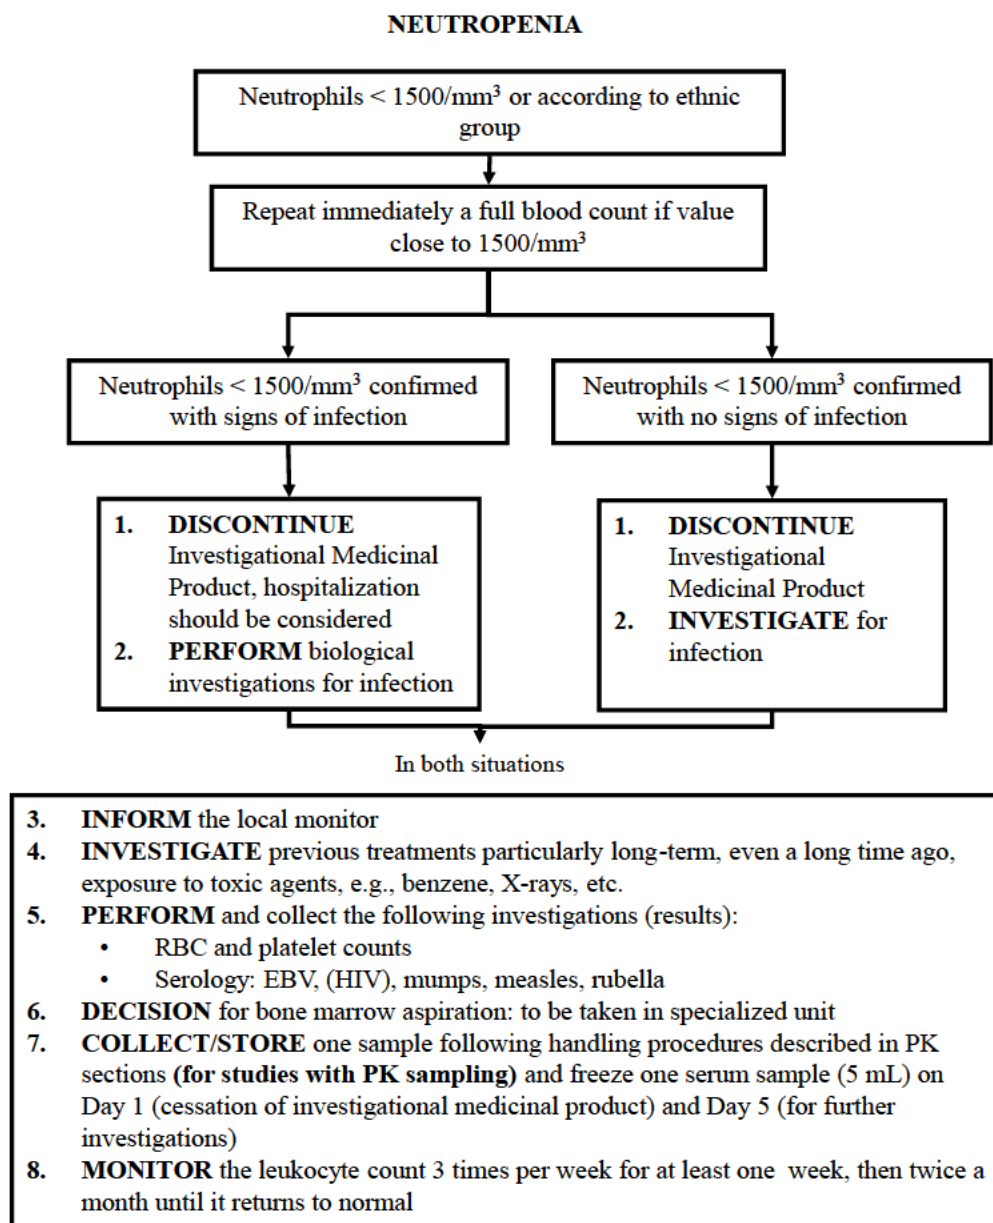 NEUTROPENIA
Neutrophils < 1500/mm³ or according to ethnic
group
Repeat immediately a full blood count if value
close to 1500/mm³
Neutrophils < 1500/mm³ confirmed
with signs of infection
Neutrophils < 1500/mm³ confirmed
with no signs of infection
1. DISCONTINUE
Investigational Medicinal
Product, hospitalization
should be considered
2. PERFORM biological
investigations for infection
1. DISCONTINUE
Investigational
Medicinal Product
2. INVESTIGATE for
infection
In both situations
3. INFORM the local monitor
4. INVESTIGATE previous treatments particularly long-term, even a long time ago,
exposure to toxic agents, e.g., benzene, X-rays, etc.
5. PERFORM and collect the following investigations (results):
• RBC and platelet counts
• Serology: EBV, (HIV), mumps, measles, rubella
6. DECISION for bone marrow aspiration: to be taken in specialized unit
7. COLLECT/STORE one sample following handling procedures described in PK
sections (for studies with PK sampling) and freeze one serum sample (5 mL) on
Day 1 (cessation of investigational medicinal product) and Day 5 (for further
investigations)
8. MONITOR the leukocyte count 3 times per week for at least one week, then twice a
month until it returns to normal